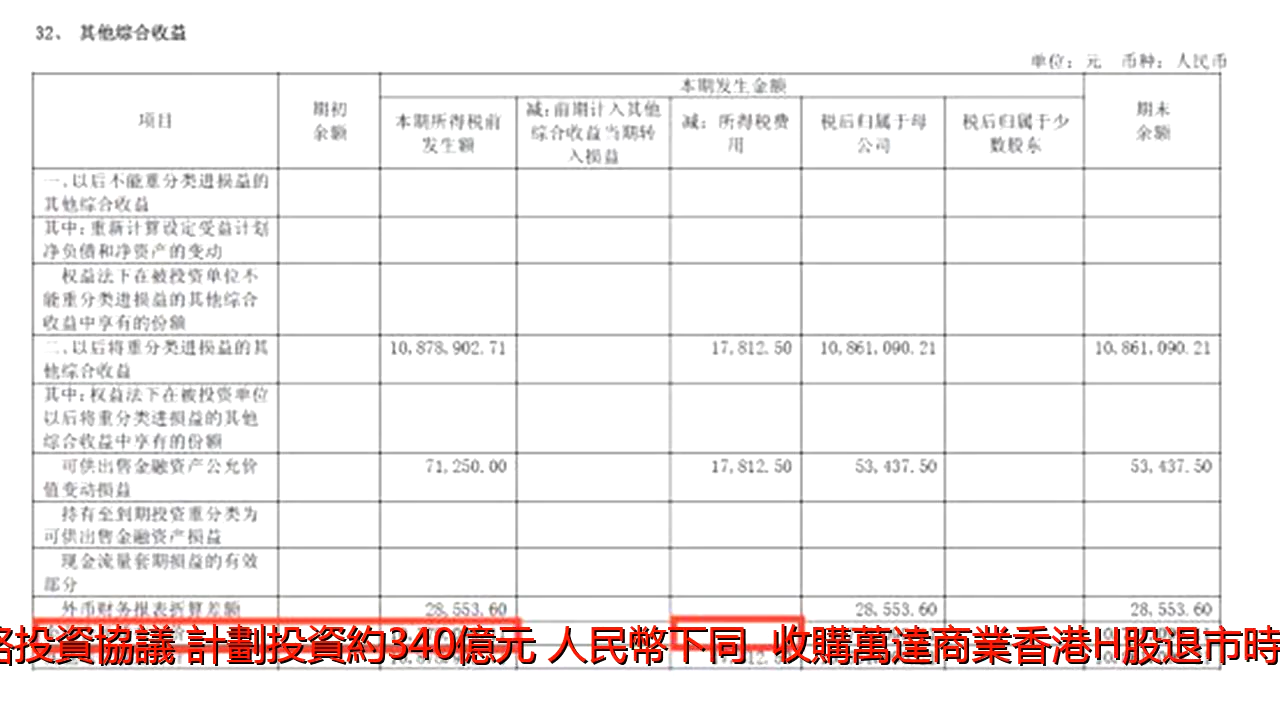 32、 其他综合收益
单位：元 币种：人民币
项目
期初
余额
本期发生金额
期末
余额
本期所得税前
发生额
减：前期计入其他
综合收益当期转
入损益
减：所得税费
用
税后归属于母
公司
税后归属于少
数股东
一、以后不能重分类进损益的
其他综合收益
其中：重新计算设定受益计划
净负债和净资产的变动
权益法下在被投资单位不
能重分类进损益的其他综合
收益中享有的份额
二、以后将重分类进损益的其
他综合收益
10,878,902.71 17,812.50 10,861,090.21 10,861,090.21
其中：权益法下在被投资单位
以后将重分类进损益的其他
综合收益中享有的份额
可供出售金融资产公允价
值变动损益
71,250.00 17,812.50 53,437.50 53,437.50
持有至到期投资重分类为
可供出售金融资产损益
现金流量套期损益的有效
部分
外币财务报表折算差额 28,553.60 28,553.60 28,553.60
投資協議 計劃投資約340億元 人民幣下同 收購萬達商業香港H股退市時